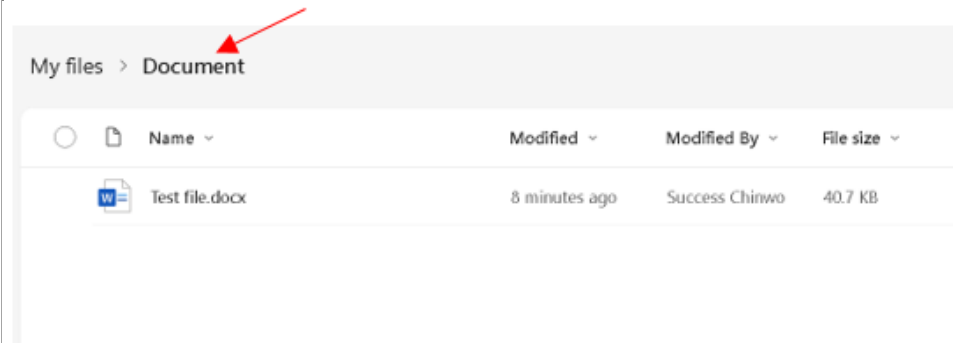 My files > Document
Name Modified Modified By File size
Test file.docx 8 minutes ago Success Chinwo 40.7 KB